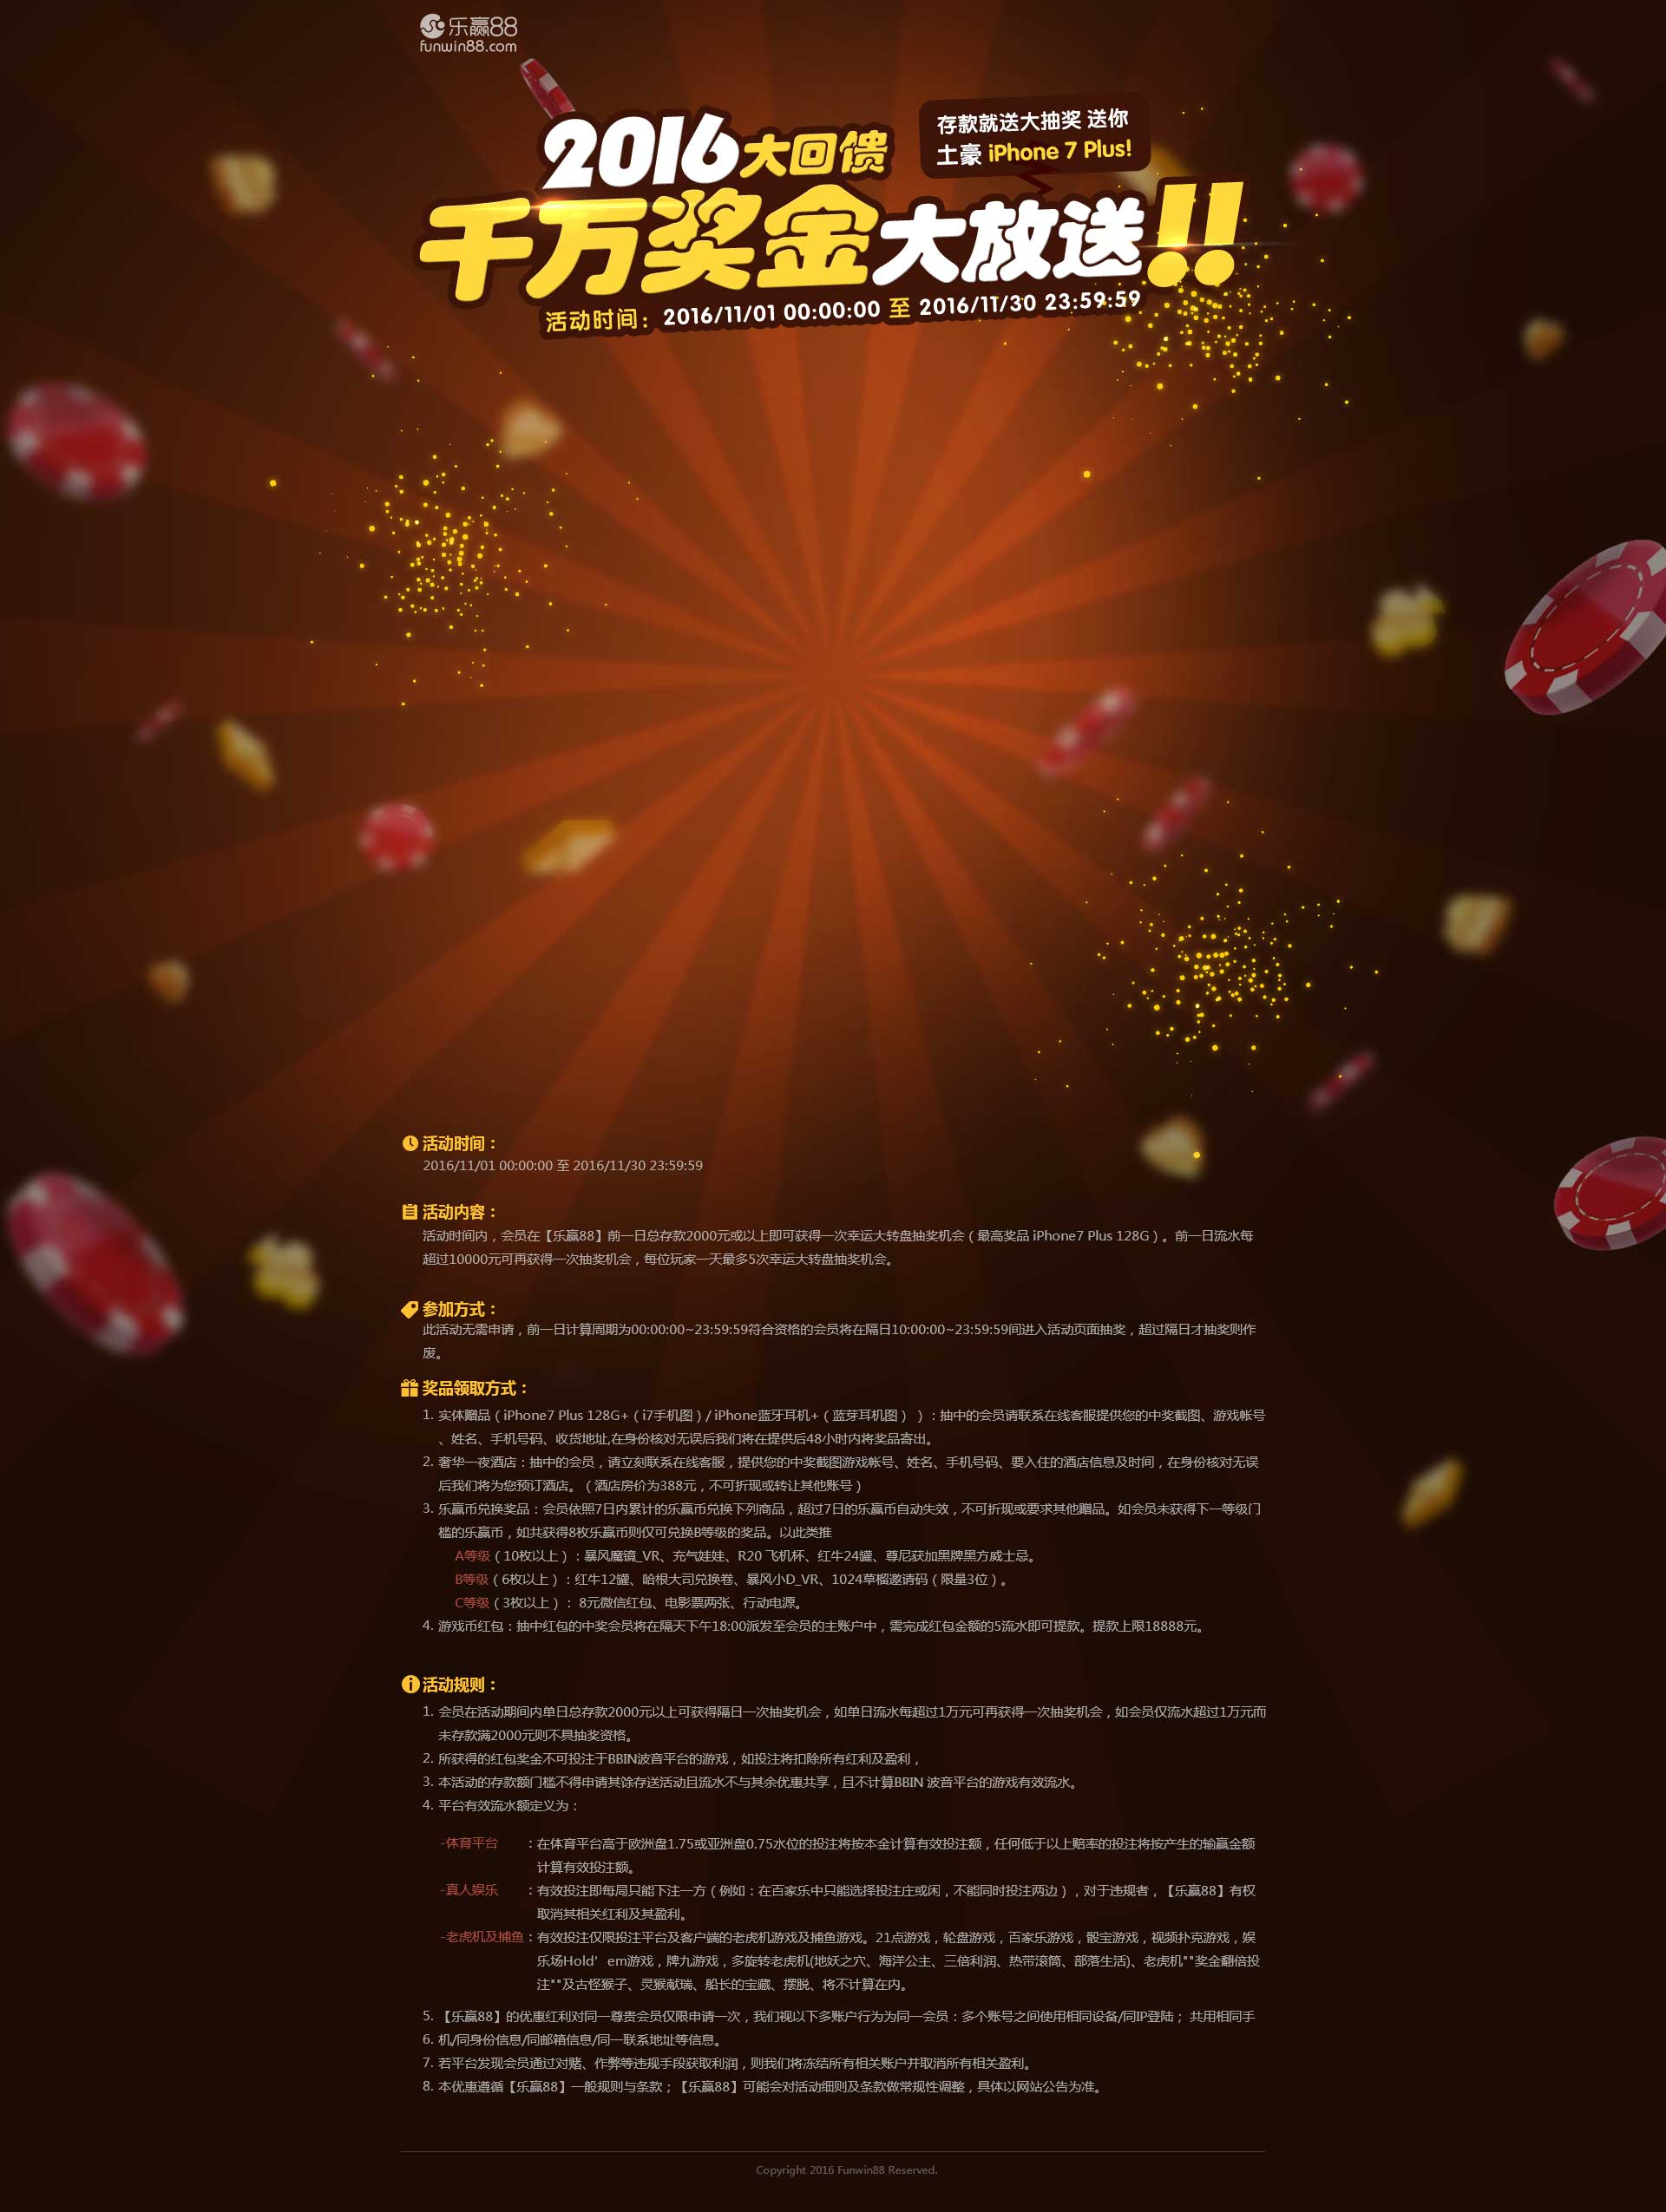 乐赢88
funwin88.com
存款就送大抽奖 送你
土豪 iPhone 7 Plus!
2016大回馈
千万奖金大放送!!
活动时间：2016/11/01 00:00:00 至 2016/11/30 23:59:59
活动时间：
2016/11/01 00:00:00 至 2016/11/30 23:59:59
活动内容：
活动时间内，会员在【乐赢88】前一日总存款2000元或以上即可获得一次幸运大转盘抽奖机会（最高奖品 iPhone7 Plus 128G）。前一日流水每
超过10000元可再获得一次抽奖机会，每位玩家一天最多5次幸运大转盘抽奖机会。
参加方式：
此活动无需申请，前一日计算周期为00:00:00~23:59:59符合资格的会员将在隔日10:00:00~23:59:59间进入活动页面抽奖，超过隔日才抽奖则作
废。
奖品领取方式：
1. 实体赠品（iPhone7 Plus 128G+（i7手机图）/ iPhone蓝牙耳机+（蓝芽耳机图））：抽中的会员请联系在线客服提供您的中奖截图、游戏帐号
、姓名、手机号码、收货地址,在身份核对无误后我们将在提供后48小时内将奖品寄出。
2. 奢华一夜酒店：抽中的会员，请立刻联系在线客服，提供您的中奖截图游戏帐号、姓名、手机号码、要入住的酒店信息及时间，在身份核对无误
后我们将为您预订酒店。（酒店房价为388元，不可折现或转让其他账号）
3. 乐赢币兑换奖品：会员依照7日内累计的乐赢币兑换下列商品，超过7日的乐赢币自动失效，不可折现或要求其他赠品。如会员未获得下一等级门
槛的乐赢币，如共获得8枚乐赢币则仅可兑换B等级的奖品。以此类推
A等级（10枚以上）：暴风魔镜_VR、充气娃娃、R20 飞机杯、红牛24罐、尊尼获加黑牌黑方威士忌。
B等级（6枚以上）：红牛12罐、哈根大司兑换卷、暴风小D_VR、1024草榴邀请码（限量3位）。
C等级（3枚以上）： 8元微信红包、电影票两张、行动电源。
4. 游戏币红包：抽中红包的中奖会员将在隔天下午18:00派发至会员的主账户中，需完成红包金额的5流水即可提款。提款上限18888元。
活动规则：
1. 会员在活动期间内单日总存款2000元以上可获得隔日一次抽奖机会，如单日流水每超过1万元可再获得一次抽奖机会，如会员仅流水超过1万元而
未存款满2000元则不具抽奖资格。
2. 所获得的红包奖金不可投注于BBIN波音平台的游戏，如投注将扣除所有红利及盈利，
3. 本活动的存款额门槛不得申请其馀存送活动且流水不与其余优惠共享，且不计算BBIN 波音平台的游戏有效流水。
4. 平台有效流水额定义为：
-体育平台 ：在体育平台高于欧洲盘1.75或亚洲盘0.75水位的投注将按本金计算有效投注额，任何低于以上赔率的投注将按产生的输赢金额
计算有效投注额。
-真人娱乐 ：有效投注即每局只能下注一方（例如：在百家乐中只能选择投注庄或闲，不能同时投注两边），对于违规者，【乐赢88】有权
取消其相关红利及其盈利。
-老虎机及捕鱼：有效投注仅限投注平台及客户端的老虎机游戏及捕鱼游戏。21点游戏，轮盘游戏，百家乐游戏，骰宝游戏，视频扑克游戏，娱
乐场Hold’em游戏，牌九游戏，多旋转老虎机(地妖之穴、海洋公主、三倍利润、热带滚筒、部落生活)、老虎机""奖金翻倍投
注""及古怪猴子、灵猴献瑞、船长的宝藏、摆脱、将不计算在内。
5. 【乐赢88】的优惠红利对同一尊贵会员仅限申请一次，我们视以下多账户行为为同一会员：多个账号之间使用相同设备/同IP登陆； 共用相同手
6. 机/同身份信息/同邮箱信息/同一联系地址等信息。
7. 若平台发现会员通过对赌、作弊等违规手段获取利润，则我们将冻结所有相关账户并取消所有相关盈利。
8. 本优惠遵循【乐赢88】一般规则与条款；【乐赢88】可能会对活动细则及条款做常规性调整，具体以网站公告为准。
Copyright 2016 Funwin88 Reserved.